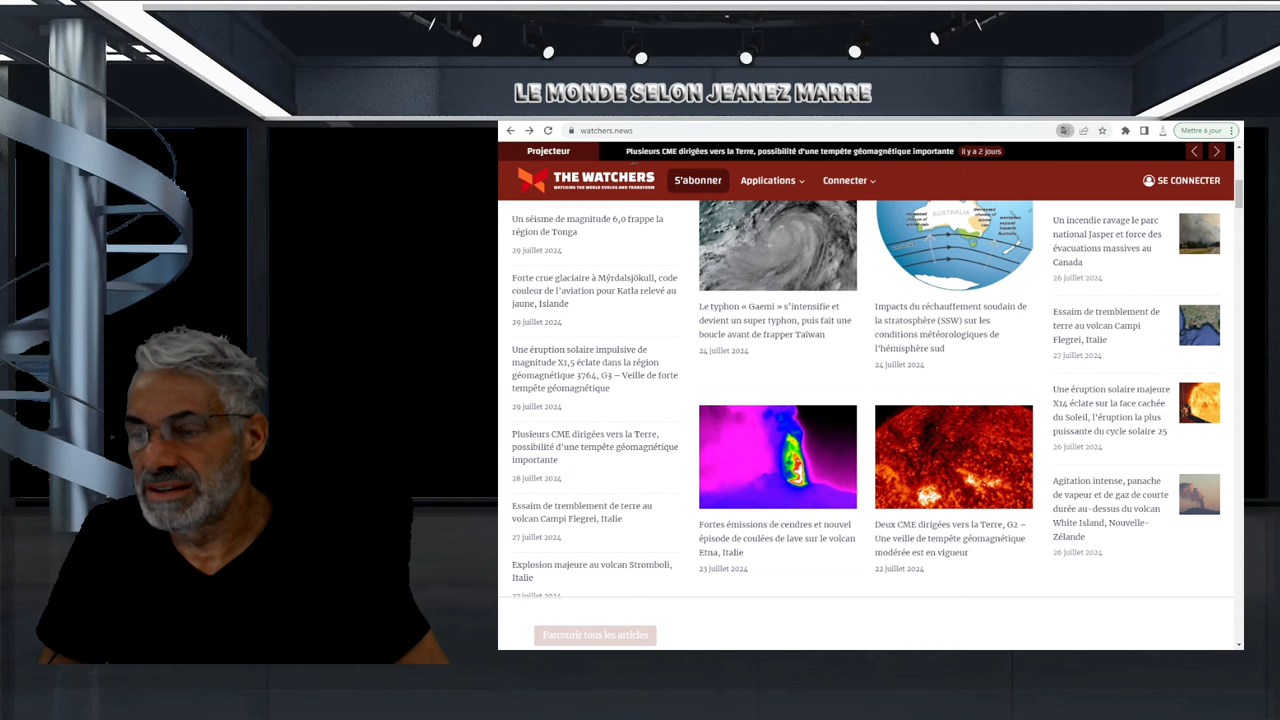 LE MONDE SELON JEANEZ MARRE
watchers.news
Mettre à jour
Projecteur
Plusieurs CME dirigées vers la Terre, possibilité d'une tempête géomagnétique importante
Il y a 2 jours
THE WATCHERS
WATCHING THE WORLD EVOLVE AND TRANSFORM
S'abonner
Applications
Connecter
SE CONNECTER
Un séisme de magnitude 6,0 frappe la
région de Tonga
29 juillet 2024
Forte crue glaciaire à Mýrdalsjökull, code
couleur de l'aviation pour Katla relevé au
jaune, Islande
29 juillet 2024
Une éruption solaire impulsive de
magnitude X1,5 éclate dans la région
géomagnétique 3764, G3 – Veille de forte
tempête géomagnétique
29 juillet 2024
Plusieurs CME dirigées vers la Terre,
possibilité d'une tempête géomagnétique
importante
28 juillet 2024
Essaim de tremblement de terre au
volcan Campi Flegrei, Italie
27 juillet 2024
Explosion majeure au volcan Stromboli,
Italie
27 juillet 2024
Parcourir tous les articles
Le typhon « Gaemi » s'intensifie et
devient un super typhon, puis fait une
boucle avant de frapper Taïwan
24 juillet 2024
AUSTRALIA
Impacts du réchauffement soudain de
la stratosphère (SSW) sur les
conditions météorologiques de
l'hémisphère sud
24 juillet 2024
Fortes émissions de cendres et nouvel
épisode de coulées de lave sur le volcan
Etna, Italie
23 juillet 2024
Deux CME dirigées vers la Terre, G2 –
Une veille de tempête géomagnétique
modérée est en vigueur
22 juillet 2024
Un incendie ravage le parc
national Jasper et force des
évacuations massives au
Canada
26 juillet 2024
Essaim de tremblement de
terre au volcan Campi
Flegrei, Italie
27 juillet 2024
Une éruption solaire majeure
X14 éclate sur la face cachée
du Soleil, l'éruption la plus
puissante du cycle solaire 25
26 juillet 2024
Agitation intense, panache
de vapeur et de gaz de courte
durée au-dessus du volcan
White Island, Nouvelle-
Zélande
26 juillet 2024